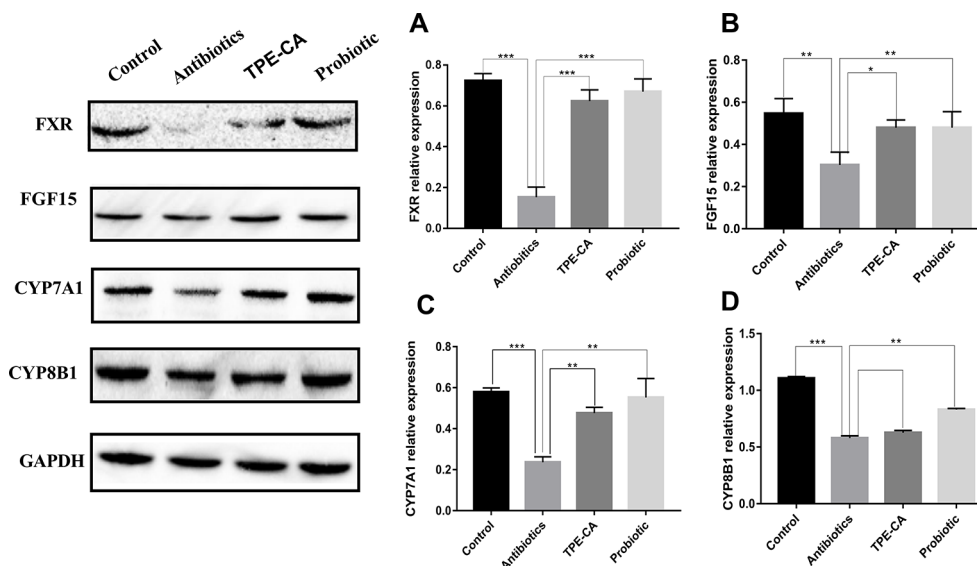 Control
Antibiotics
TPE-CA
Probiotic
FXR
FGF15
CYP7A1
CYP8B1
GAPDH
A
FXR relative expression
0.8
0.6
0.4
0.2
0.0
***
***
***
Control
Antiobitics
TPE-CA
Probiotic
B
FGF15 relative expression
0.8
0.6
0.4
0.2
0.0
**
**
*
Control
Antibiotics
TPE-CA
Probiotic
C
CYP7A1 relative expression
0.8
0.6
0.4
0.2
0.0
***
**
**
Control
Antibiotics
TPE-CA
Probiotic
D
CYP8B1 relative expression
1.5
1.0
0.5
0.0
***
**
Control
Antibiotics
TPE-CA
Probiotic